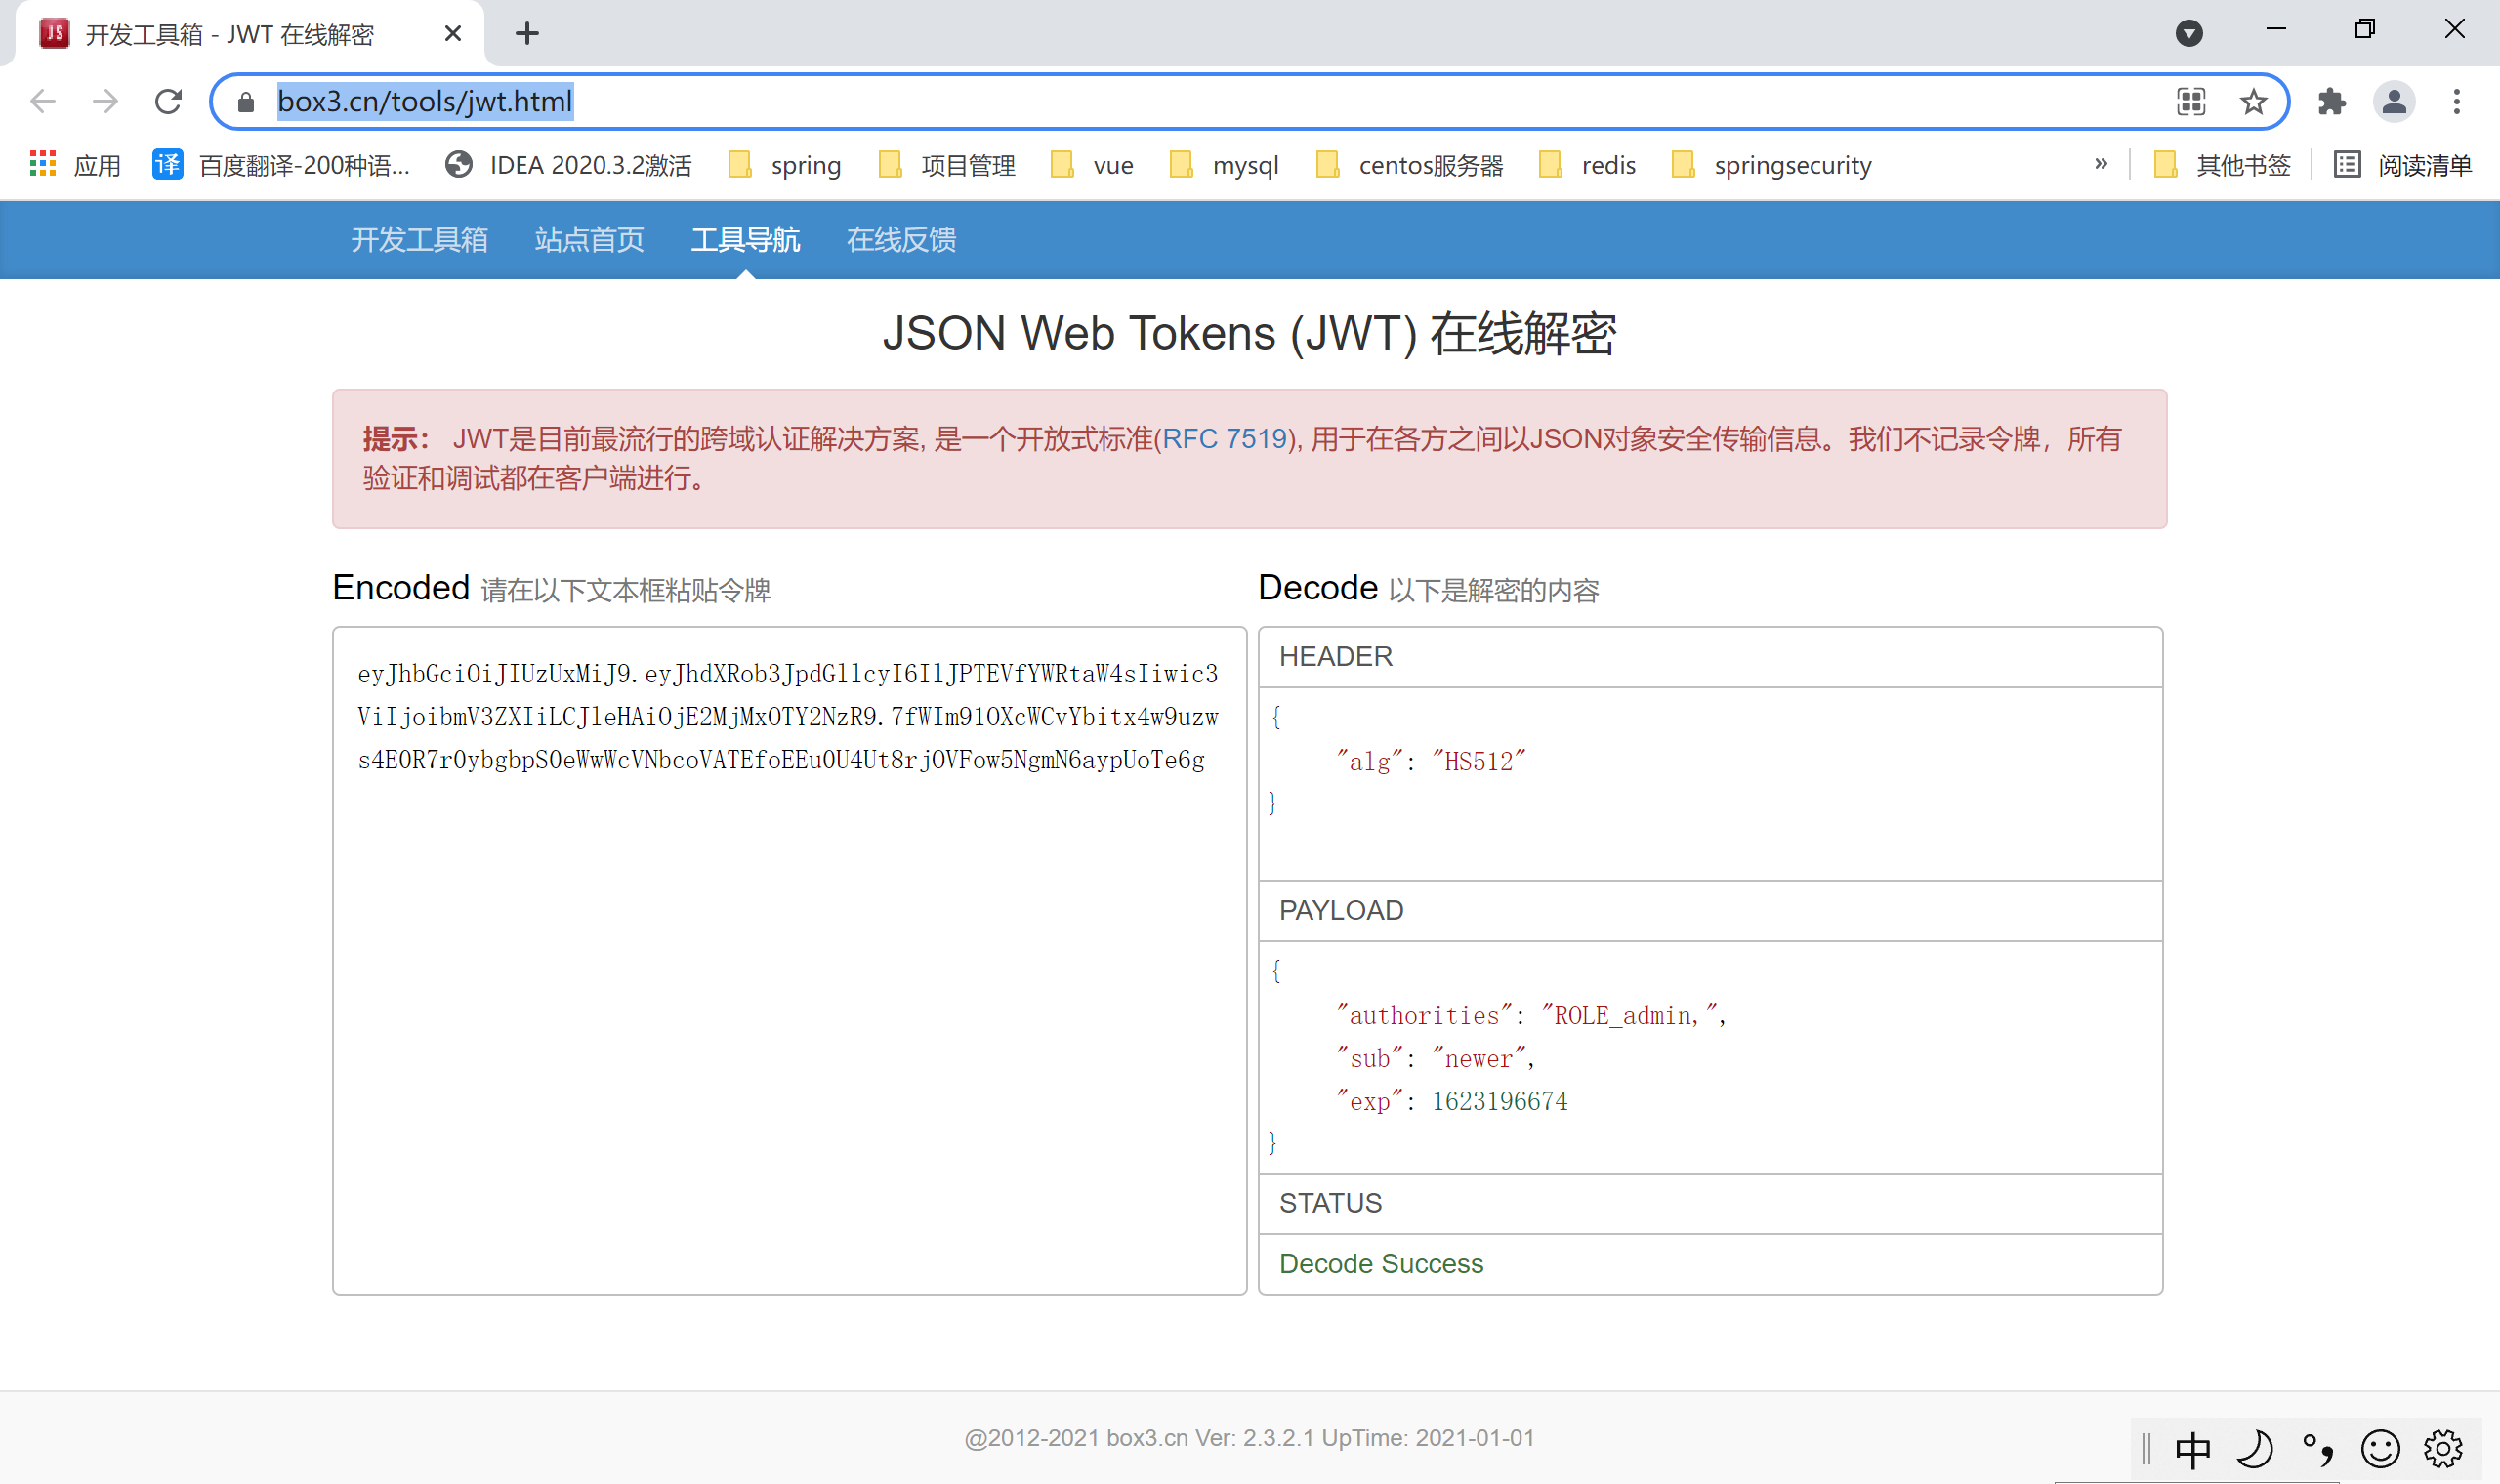 开发工具箱 - JWT 在线解密
box3.cn/tools/jwt.html
应用 译 百度翻译-200种语... IDEA 2020.3.2激活 spring 项目管理 vue mysql centos服务器 redis springsecurity » 其他书签 阅读清单
开发工具箱 站点首页 工具导航 在线反馈
JSON Web Tokens (JWT) 在线解密
提示： JWT是目前最流行的跨域认证解决方案, 是一个开放式标准(RFC 7519), 用于在各方之间以JSON对象安全传输信息。我们不记录令牌，所有
验证和调试都在客户端进行。
Encoded 请在以下文本框粘贴令牌
eyJhbGciOiJIUzUxMiJ9.eyJhdXRob3JpdGllcyI6IlJPTEVfYWRtaW4sIiwic3
ViIjoibmV3ZXIiLCJleHAiOjE2MjMxOTY2NzR9.7fWIm91OXcWCvYbitx4w9uzw
s4E0R7r0ybgbpS0eWwWcVNbcoVATEfoEEu0U4Ut8rjOVFow5NgmN6aypUoTe6g
Decode 以下是解密的内容
HEADER
{
"alg": "HS512"
}
PAYLOAD
{
"authorities": "ROLE_admin,",
"sub": "newer",
"exp": 1623196674
}
STATUS
Decode Success
@2012-2021 box3.cn Ver: 2.3.2.1 UpTime: 2021-01-01
中